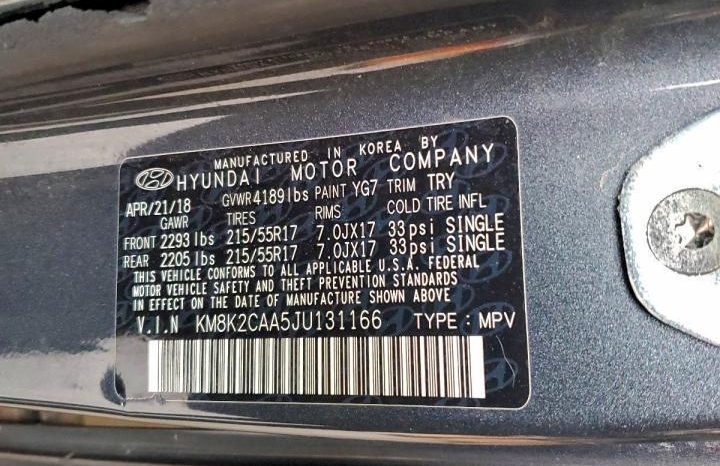 MANUFACTURED IN KOREA BY
HYUNDAI MOTOR COMPANY
APR/21/18 GVWR 4189 lbs PAINT YG7 TRIM TRY
GAWR TIRES RIMS COLD TIRE INFL
FRONT 2293 lbs 215/55R17 7.0JX17 33psi SINGLE
REAR 2205 lbs 215/55R17 7.0JX17 33psi SINGLE
THIS VEHICLE CONFORMS TO ALL APPLICABLE U.S.A. FEDERAL
MOTOR VEHICLE SAFETY AND THEFT PREVENTION STANDARDS
IN EFFECT ON THE DATE OF MANUFACTURE SHOWN ABOVE
V.I.N KM8K2CAA5JU131166 TYPE : MPV